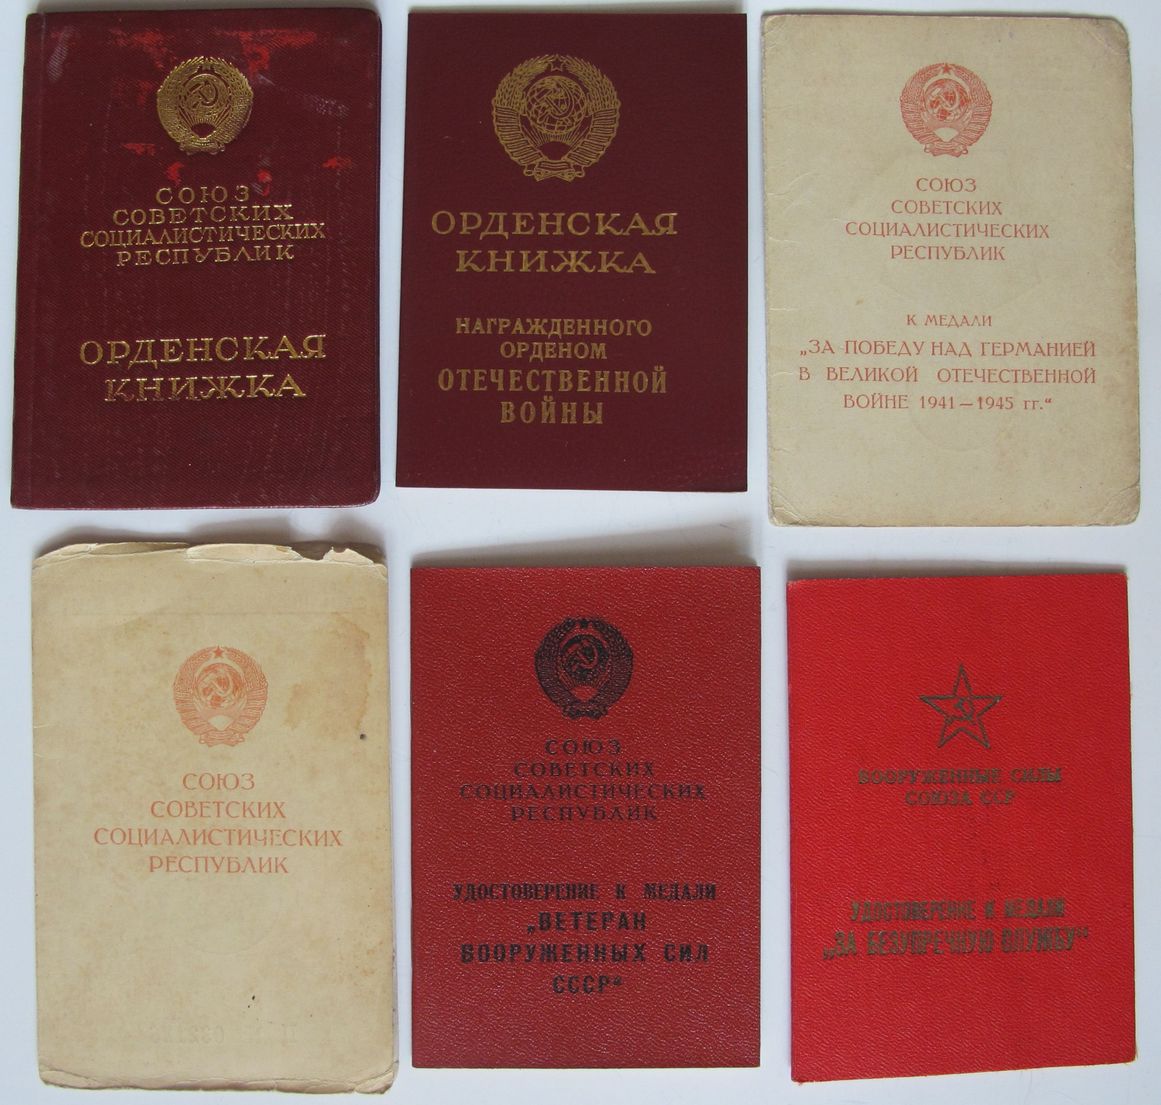 СОЮЗ
СОВЕТСКИХ
СОЦИАЛИСТИЧЕСКИХ
РЕСПУБЛИК
ОРДЕНСКАЯ
КНИЖКА
ОРДЕНСКАЯ
КНИЖКА
НАГРАЖДЕННОГО
ОРДЕНОМ
ОТЕЧЕСТВЕННОЙ
ВОЙНЫ
СОЮЗ
СОВЕТСКИХ
СОЦИАЛИСТИЧЕСКИХ
РЕСПУБЛИК
К МЕДАЛИ
„ЗА ПОБЕДУ НАД ГЕРМАНИЕЙ
В ВЕЛИКОЙ ОТЕЧЕСТВЕННОЙ
ВОЙНЕ 1941—1945 гг.“
СОЮЗ
СОВЕТСКИХ
СОЦИАЛИСТИЧЕСКИХ
РЕСПУБЛИК
СОЮЗ
СОВЕТСКИХ
СОЦИАЛИСТИЧЕСКИХ
РЕСПУБЛИК
УДОСТОВЕРЕНИЕ К МЕДАЛИ
„ВЕТЕРАН
ВООРУЖЕННЫХ СИЛ
СССР“
ВООРУЖЕННЫЕ СИЛЫ
СОЮЗА ССР
УДОСТОВЕРЕНИЕ К МЕДАЛИ
„ЗА БЕЗУПРЕЧНУЮ СЛУЖБУ“